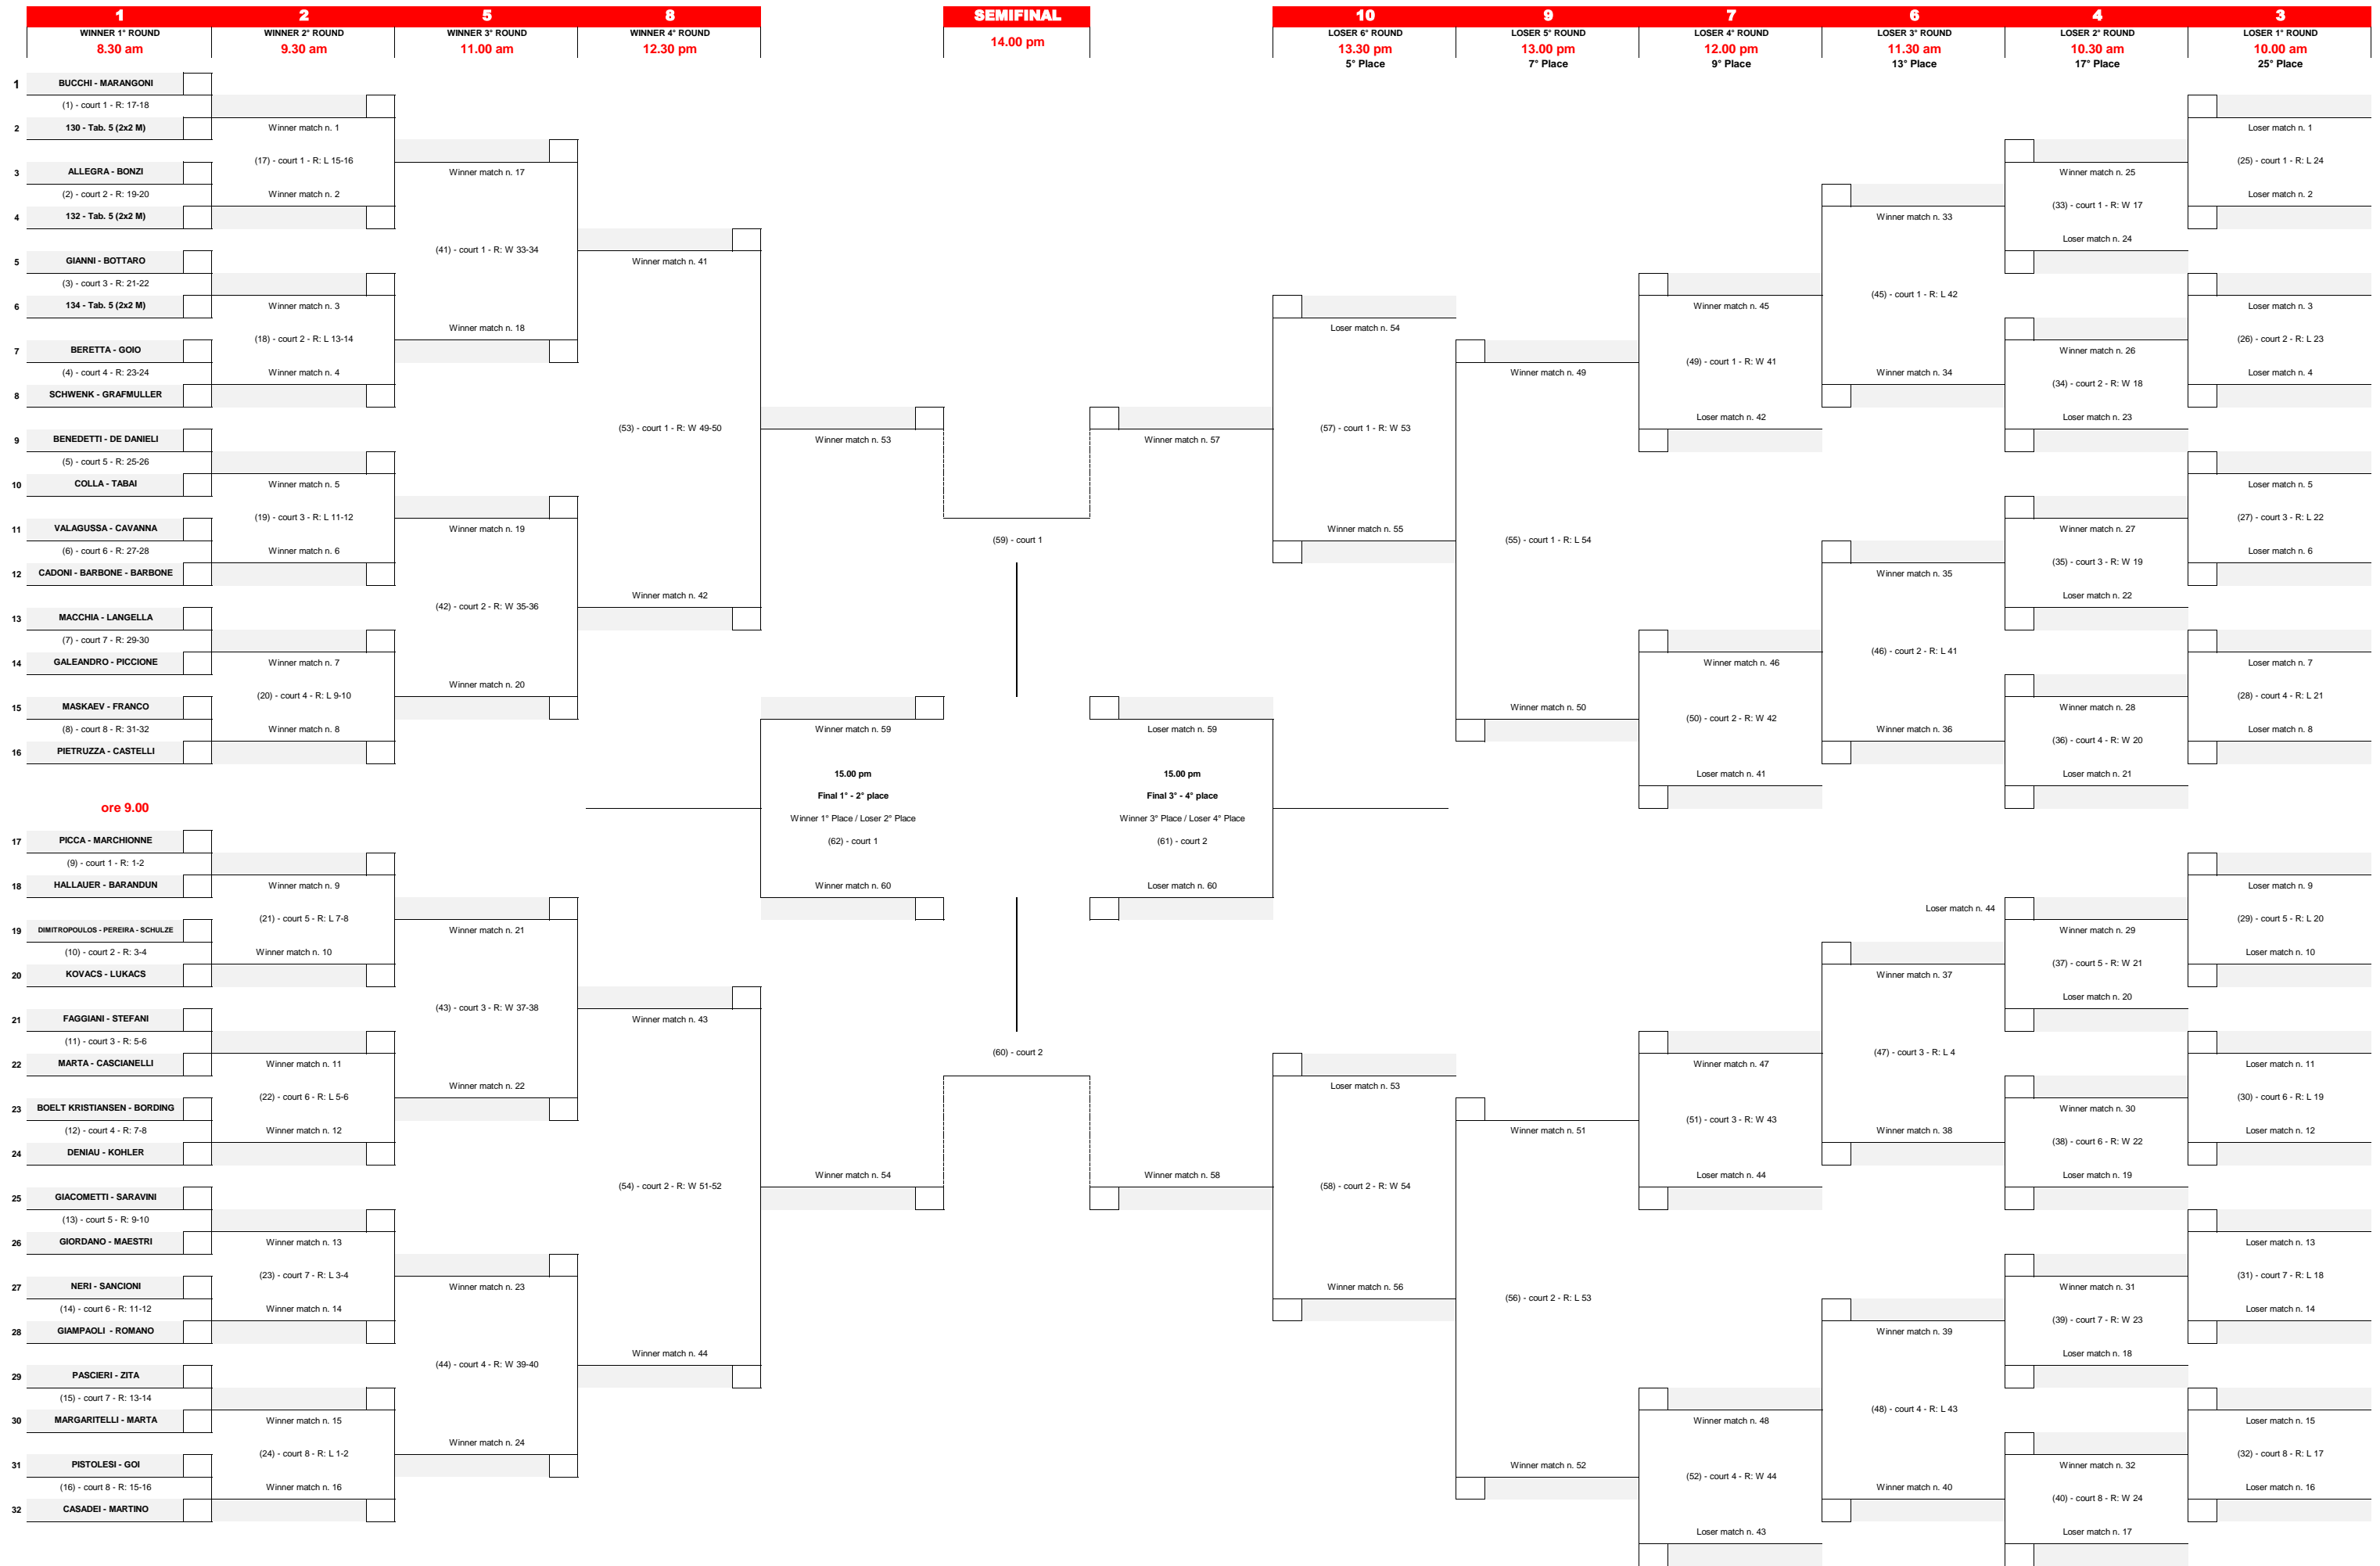 1
2
5
8
SEMIFINAL
10
9
7
6
4
3
WINNER 1° ROUND
WINNER 2° ROUND
WINNER 3° ROUND
WINNER 4° ROUND
LOSER 6° ROUND
LOSER 5° ROUND
LOSER 4° ROUND
LOSER 3° ROUND
LOSER 2° ROUND
LOSER 1° ROUND
8.30 am
9.30 am
11.00 am
12.30 pm
14.00 pm
13.30 pm
13.00 pm
12.00 pm
11.30 am
10.30 am
10.00 am
5° Place
7° Place
9° Place
13° Place
17° Place
25° Place
1 BUCCHI - MARANGONI
(1) - court 1 - R: 17-18
2 130 - Tab. 5 (2x2 M)
3 ALLEGRA - BONZI
(2) - court 2 - R: 19-20
4 132 - Tab. 5 (2x2 M)
5 GIANNI - BOTTARO
(3) - court 3 - R: 21-22
6 134 - Tab. 5 (2x2 M)
7 BERETTA - GOIO
(4) - court 4 - R: 23-24
8 SCHWENK - GRAFMULLER
9 BENEDETTI - DE DANIELI
(5) - court 5 - R: 25-26
10 COLLA - TABAI
11 VALAGUSSA - CAVANNA
(6) - court 6 - R: 27-28
12 CADONI - BARBONE - BARBONE
13 MACCHIA - LANGELLA
(7) - court 7 - R: 29-30
14 GALEANDRO - PICCIONE
15 MASKAEV - FRANCO
(8) - court 8 - R: 31-32
16 PIETRUZZA - CASTELLI
ore 9.00
17 PICCA - MARCHIONNE
(9) - court 1 - R: 1-2
18 HALLAUER - BARANDUN
19 DIMITROPOULOS - PEREIRA - SCHULZE
(10) - court 2 - R: 3-4
20 KOVACS - LUKACS
21 FAGGIANI - STEFANI
(11) - court 3 - R: 5-6
22 MARTA - CASCIANELLI
23 BOELT KRISTIANSEN - BORDING
(12) - court 4 - R: 7-8
24 DENIAU - KOHLER
25 GIACOMETTI - SARAVINI
(13) - court 5 - R: 9-10
26 GIORDANO - MAESTRI
27 NERI - SANCIONI
(14) - court 6 - R: 11-12
28 GIAMPAOLI - ROMANO
29 PASCIERI - ZITA
(15) - court 7 - R: 13-14
30 MARGARITELLI - MARTA
31 PISTOLESI - GOI
(16) - court 8 - R: 15-16
32 CASADEI - MARTINO
Winner match n. 1
(17) - court 1 - R: L 15-16
Winner match n. 2
Winner match n. 3
(18) - court 2 - R: L 13-14
Winner match n. 4
Winner match n. 5
(19) - court 3 - R: L 11-12
Winner match n. 6
Winner match n. 7
(20) - court 4 - R: L 9-10
Winner match n. 8
Winner match n. 9
(21) - court 5 - R: L 7-8
Winner match n. 10
Winner match n. 11
(22) - court 6 - R: L 5-6
Winner match n. 12
Winner match n. 13
(23) - court 7 - R: L 3-4
Winner match n. 14
Winner match n. 15
(24) - court 8 - R: L 1-2
Winner match n. 16
Winner match n. 17
(41) - court 1 - R: W 33-34
Winner match n. 18
Winner match n. 19
(42) - court 2 - R: W 35-36
Winner match n. 20
Winner match n. 21
(43) - court 3 - R: W 37-38
Winner match n. 22
Winner match n. 23
(44) - court 4 - R: W 39-40
Winner match n. 24
Winner match n. 41
(53) - court 1 - R: W 49-50
Winner match n. 42
Winner match n. 43
(54) - court 2 - R: W 51-52
Winner match n. 44
Winner match n. 53
Winner match n. 59
15.00 pm
Final 1° - 2° place
Winner 1° Place / Loser 2° Place
(62) - court 1
Winner match n. 60
Winner match n. 54
(59) - court 1
(60) - court 2
Winner match n. 57
Loser match n. 59
15.00 pm
Final 3° - 4° place
Winner 3° Place / Loser 4° Place
(61) - court 2
Loser match n. 60
Winner match n. 58
Loser match n. 54
(57) - court 1 - R: W 53
Winner match n. 55
Loser match n. 53
(58) - court 2 - R: W 54
Winner match n. 56
Winner match n. 49
(55) - court 1 - R: L 54
Winner match n. 50
Winner match n. 51
(56) - court 2 - R: L 53
Winner match n. 52
Winner match n. 45
(49) - court 1 - R: W 41
Loser match n. 42
Winner match n. 46
(50) - court 2 - R: W 42
Loser match n. 41
Winner match n. 47
(51) - court 3 - R: W 43
Loser match n. 44
Winner match n. 48
(52) - court 4 - R: W 44
Loser match n. 43
Winner match n. 33
(45) - court 1 - R: L 42
Winner match n. 34
Winner match n. 35
(46) - court 2 - R: L 41
Winner match n. 36
Loser match n. 44
Winner match n. 37
(47) - court 3 - R: L 4
Winner match n. 38
Winner match n. 39
(48) - court 4 - R: L 43
Winner match n. 40
Winner match n. 25
(33) - court 1 - R: W 17
Loser match n. 24
Winner match n. 26
(34) - court 2 - R: W 18
Loser match n. 23
Winner match n. 27
(35) - court 3 - R: W 19
Loser match n. 22
Winner match n. 28
(36) - court 4 - R: W 20
Loser match n. 21
Winner match n. 29
(37) - court 5 - R: W 21
Loser match n. 20
Winner match n. 30
(38) - court 6 - R: W 22
Loser match n. 19
Winner match n. 31
(39) - court 7 - R: W 23
Loser match n. 18
Winner match n. 32
(40) - court 8 - R: W 24
Loser match n. 17
Loser match n. 1
(25) - court 1 - R: L 24
Loser match n. 2
Loser match n. 3
(26) - court 2 - R: L 23
Loser match n. 4
Loser match n. 5
(27) - court 3 - R: L 22
Loser match n. 6
Loser match n. 7
(28) - court 4 - R: L 21
Loser match n. 8
Loser match n. 9
(29) - court 5 - R: L 20
Loser match n. 10
Loser match n. 11
(30) - court 6 - R: L 19
Loser match n. 12
Loser match n. 13
(31) - court 7 - R: L 18
Loser match n. 14
Loser match n. 15
(32) - court 8 - R: L 17
Loser match n. 16